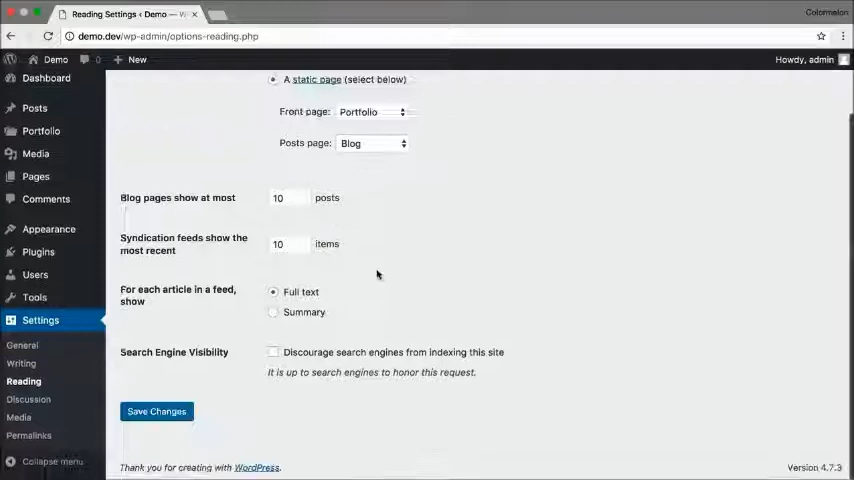 Reading Settings ‹ Demo — W
Colormelon
demo.dev/wp-admin/options-reading.php
Demo 0 New Howdy, admin
Dashboard
Posts
Portfolio
Media
Pages
Comments
Appearance
Plugins
Users
Tools
Settings
General
Writing
Reading
Discussion
Media
Permalinks
Collapse menu
A static page (select below)
Front page: Portfolio
Posts page: Blog
Blog pages show at most 10 posts
Syndication feeds show the
most recent
10 items
For each article in a feed,
show
Full text
Summary
Search Engine Visibility
Discourage search engines from indexing this site
It is up to search engines to honor this request.
Save Changes
Thank you for creating with WordPress.
Version 4.7.3